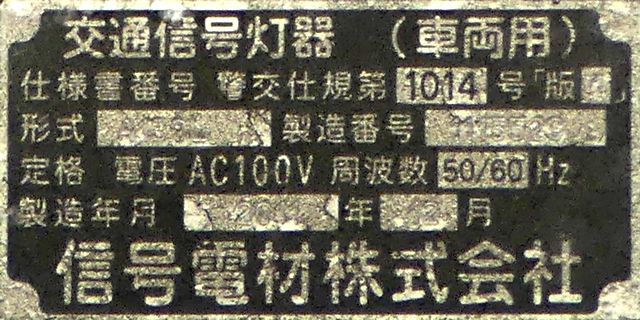 交通信号灯器 (車両用)
仕様書番号 警交仕規第 1014 号「版
形式 製造番号
定格 電圧 AC100V 周波数 50/60 Hz
製造年月 年 月
信号電材株式会社